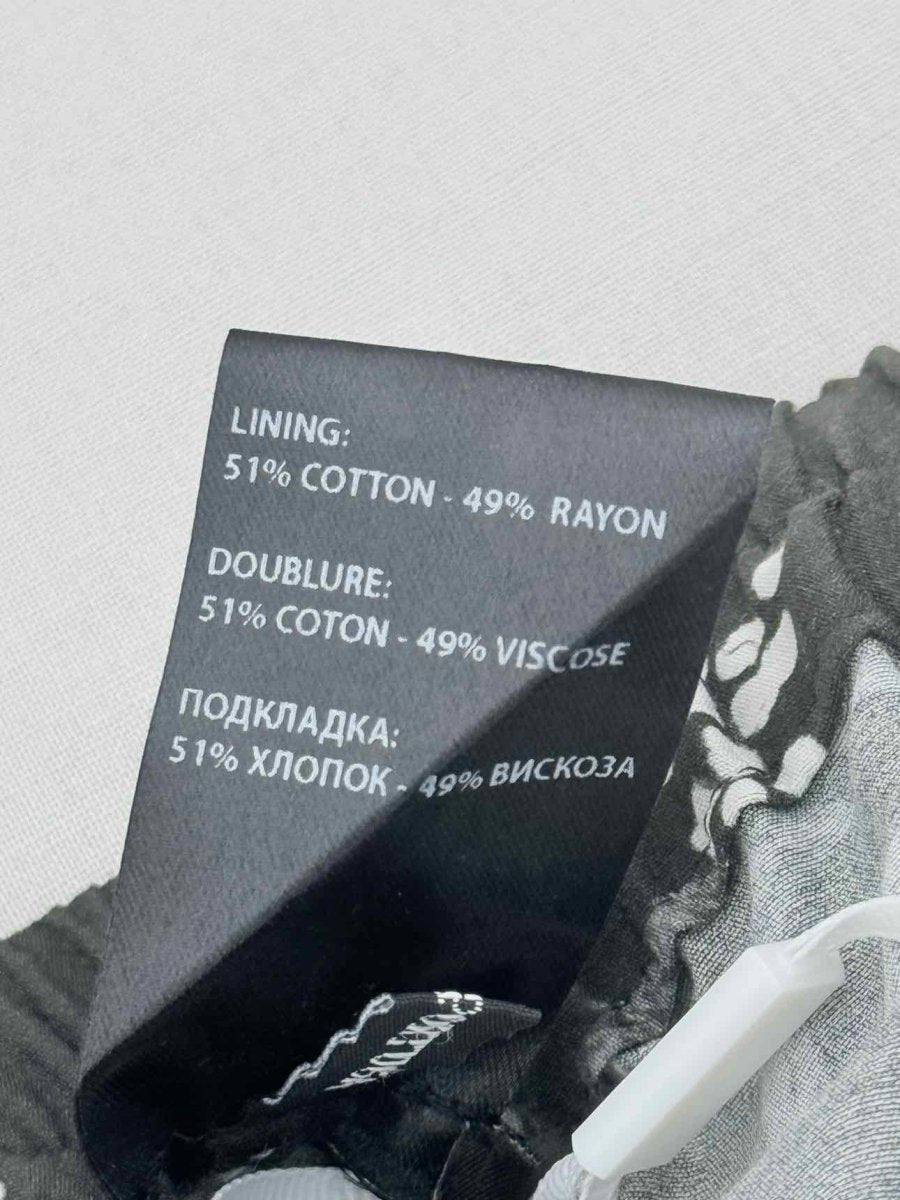 LINING:
51% COTTON - 49% RAYON
DOUBLURE:
51% COTON - 49% VISCOSE
ПОДКЛАДКА:
51% ХЛОПОК - 49% ВИСКОЗА